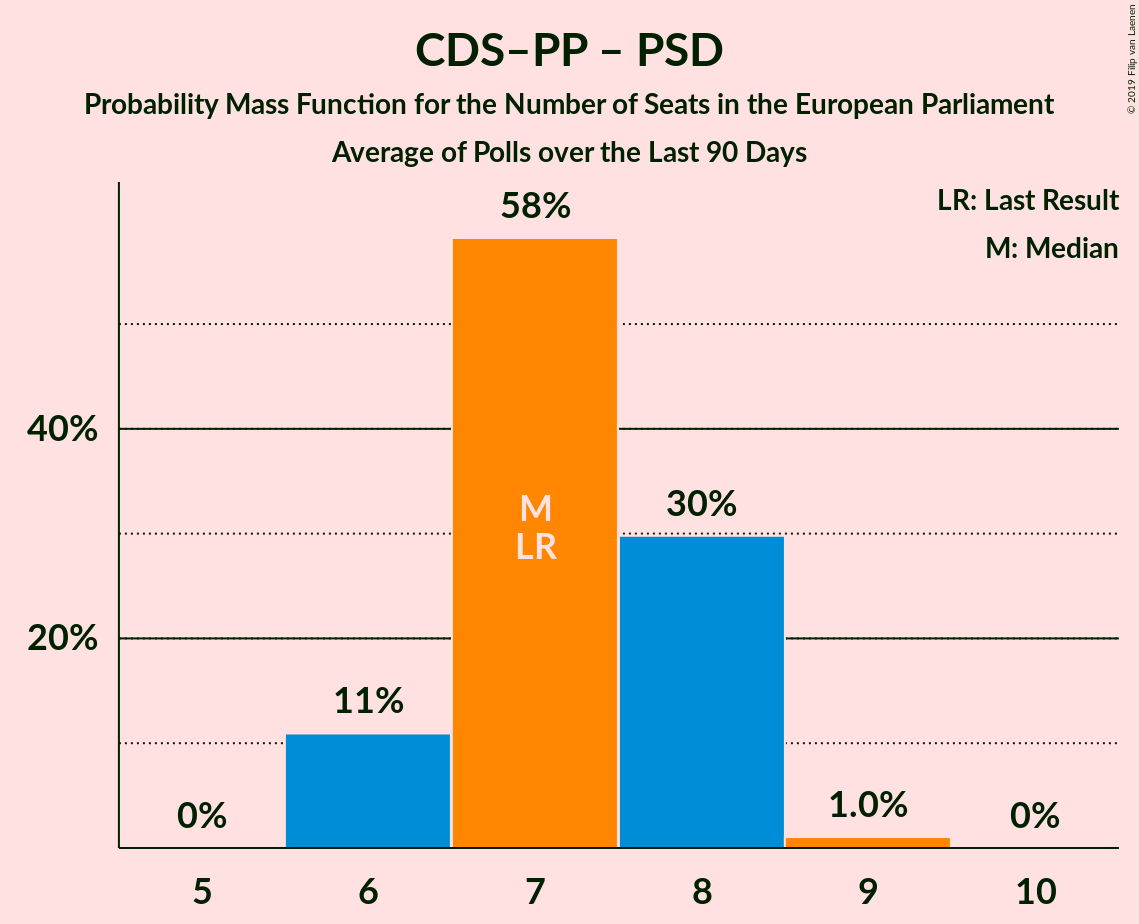 CDS–PP – PSD
Probability Mass Function for the Number of Seats in the European Parliament
Average of Polls over the Last 90 Days
© 2019 Filip van Laenen
LR: Last Result
M: Median
58%
40%
M
30%
LR
20%
11%
0%
1.0%
0%
5
6
7
8
9
10